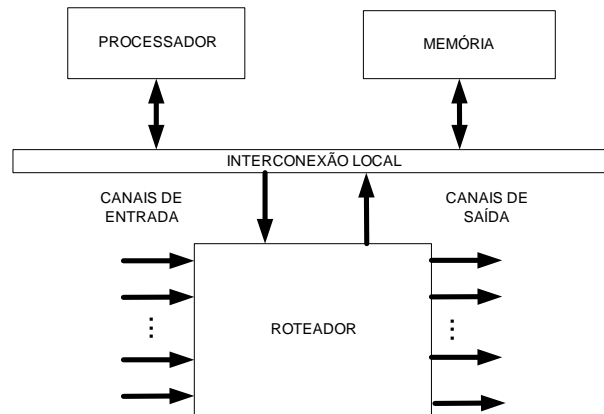 PROCESSADOR
MEMÓRIA
INTERCONEXÃO LOCAL
CANAIS DE
ENTRADA
CANAIS DE
SAÍDA
...
...
ROTEADOR